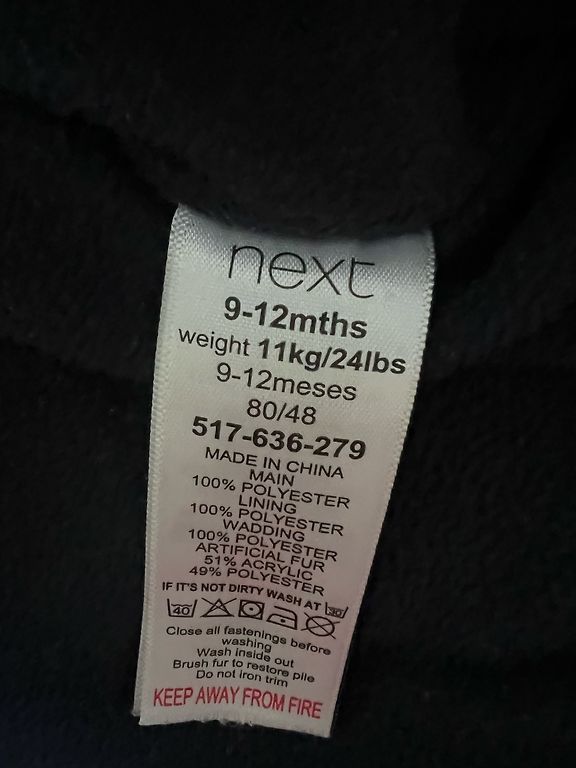 next
9-12mths
weight 11kg/24lbs
9-12meses
80/48
517-636-279
MADE IN CHINA
MAIN
100% POLYESTER
LINING
100% POLYESTER
WADDING
100% POLYESTER
ARTIFICIAL FUR
51% ACRYLIC
49% POLYESTER
IF IT'S NOT DIRTY WASH AT 30
40
Close all fastenings before
washing
Wash inside out
Brush fur to restore pile
Do not iron trim
KEEP AWAY FROM FIRE